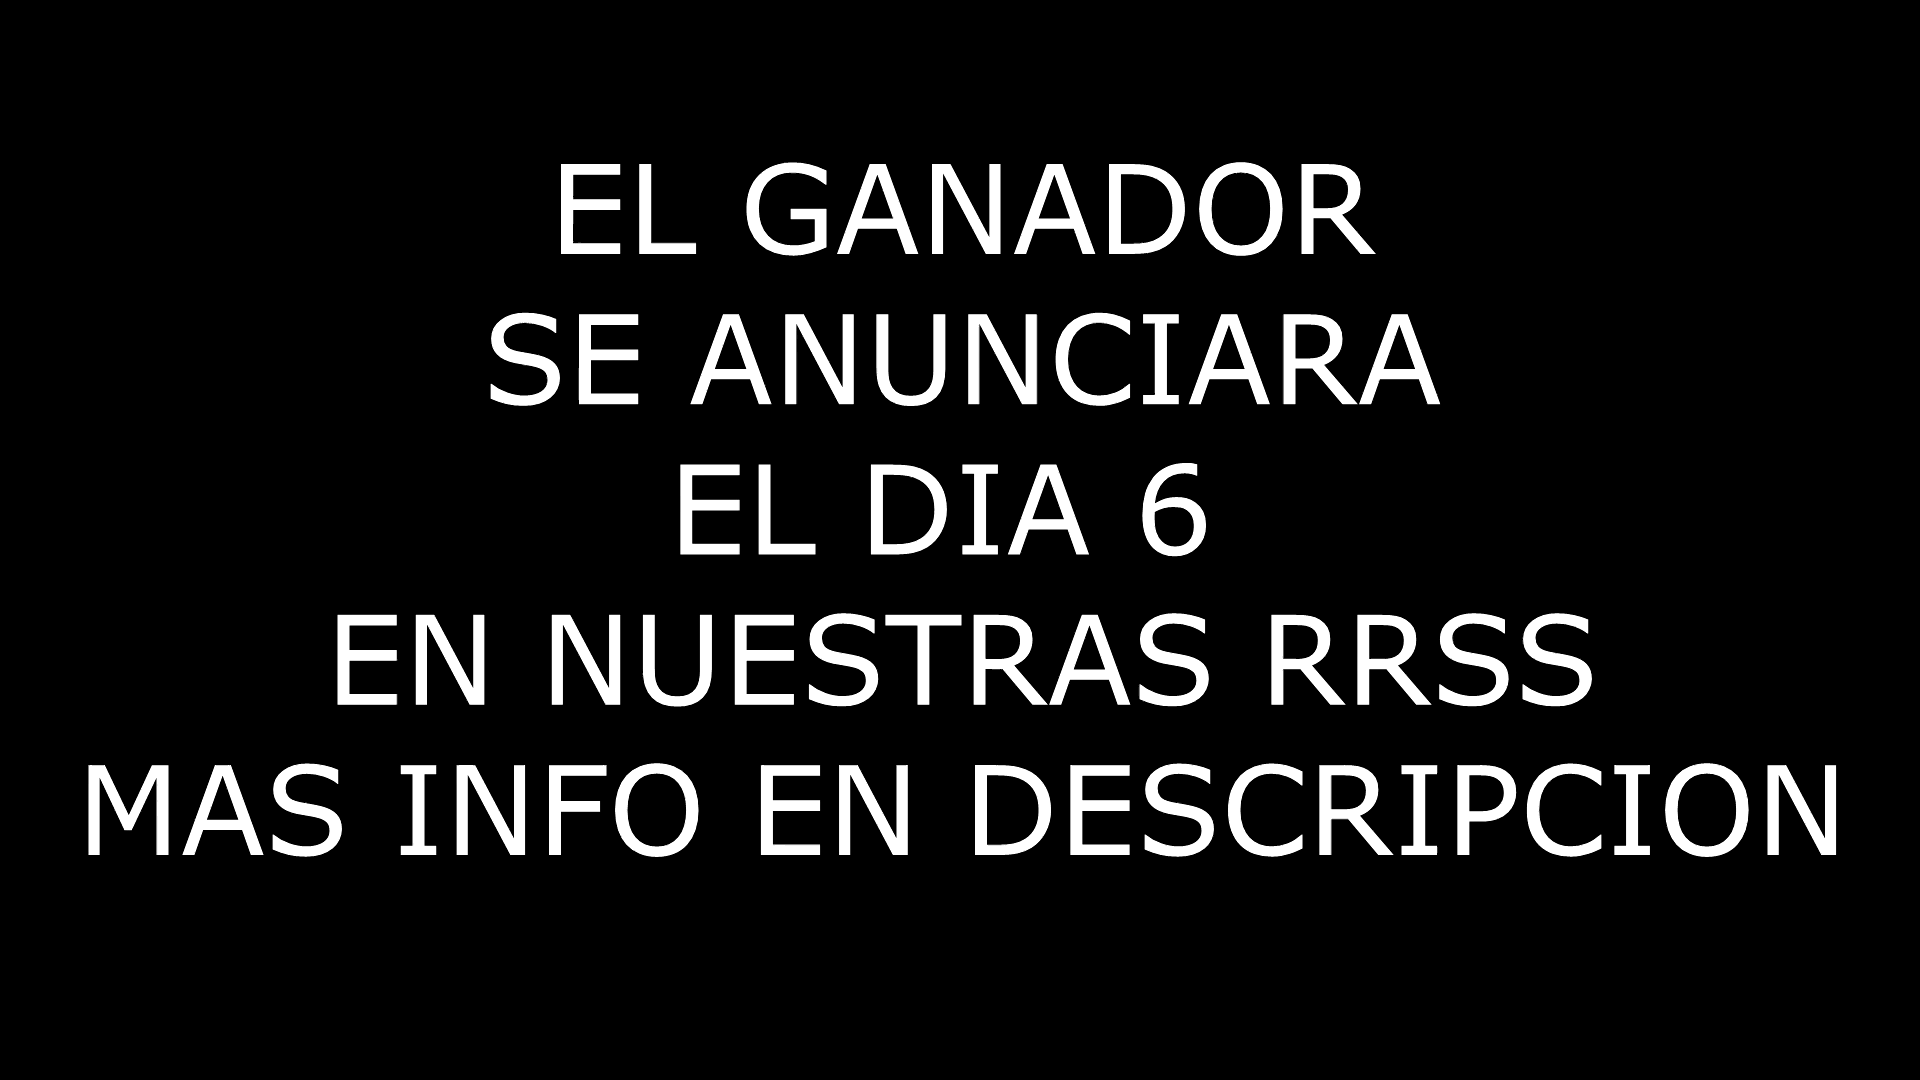 EL GANADOR
SE ANUNCIARA
EL DIA 6
EN NUESTRAS RRSS
MAS INFO EN DESCRIPCION